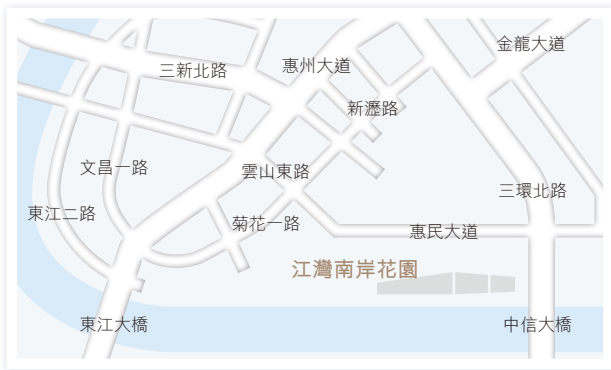 金龍大道
惠州大道
三新北路
新瀝路
文昌一路
雲山東路
三環北路
東江二路
菊花一路
惠民大道
江灣南岸花園
東江大橋
中信大橋